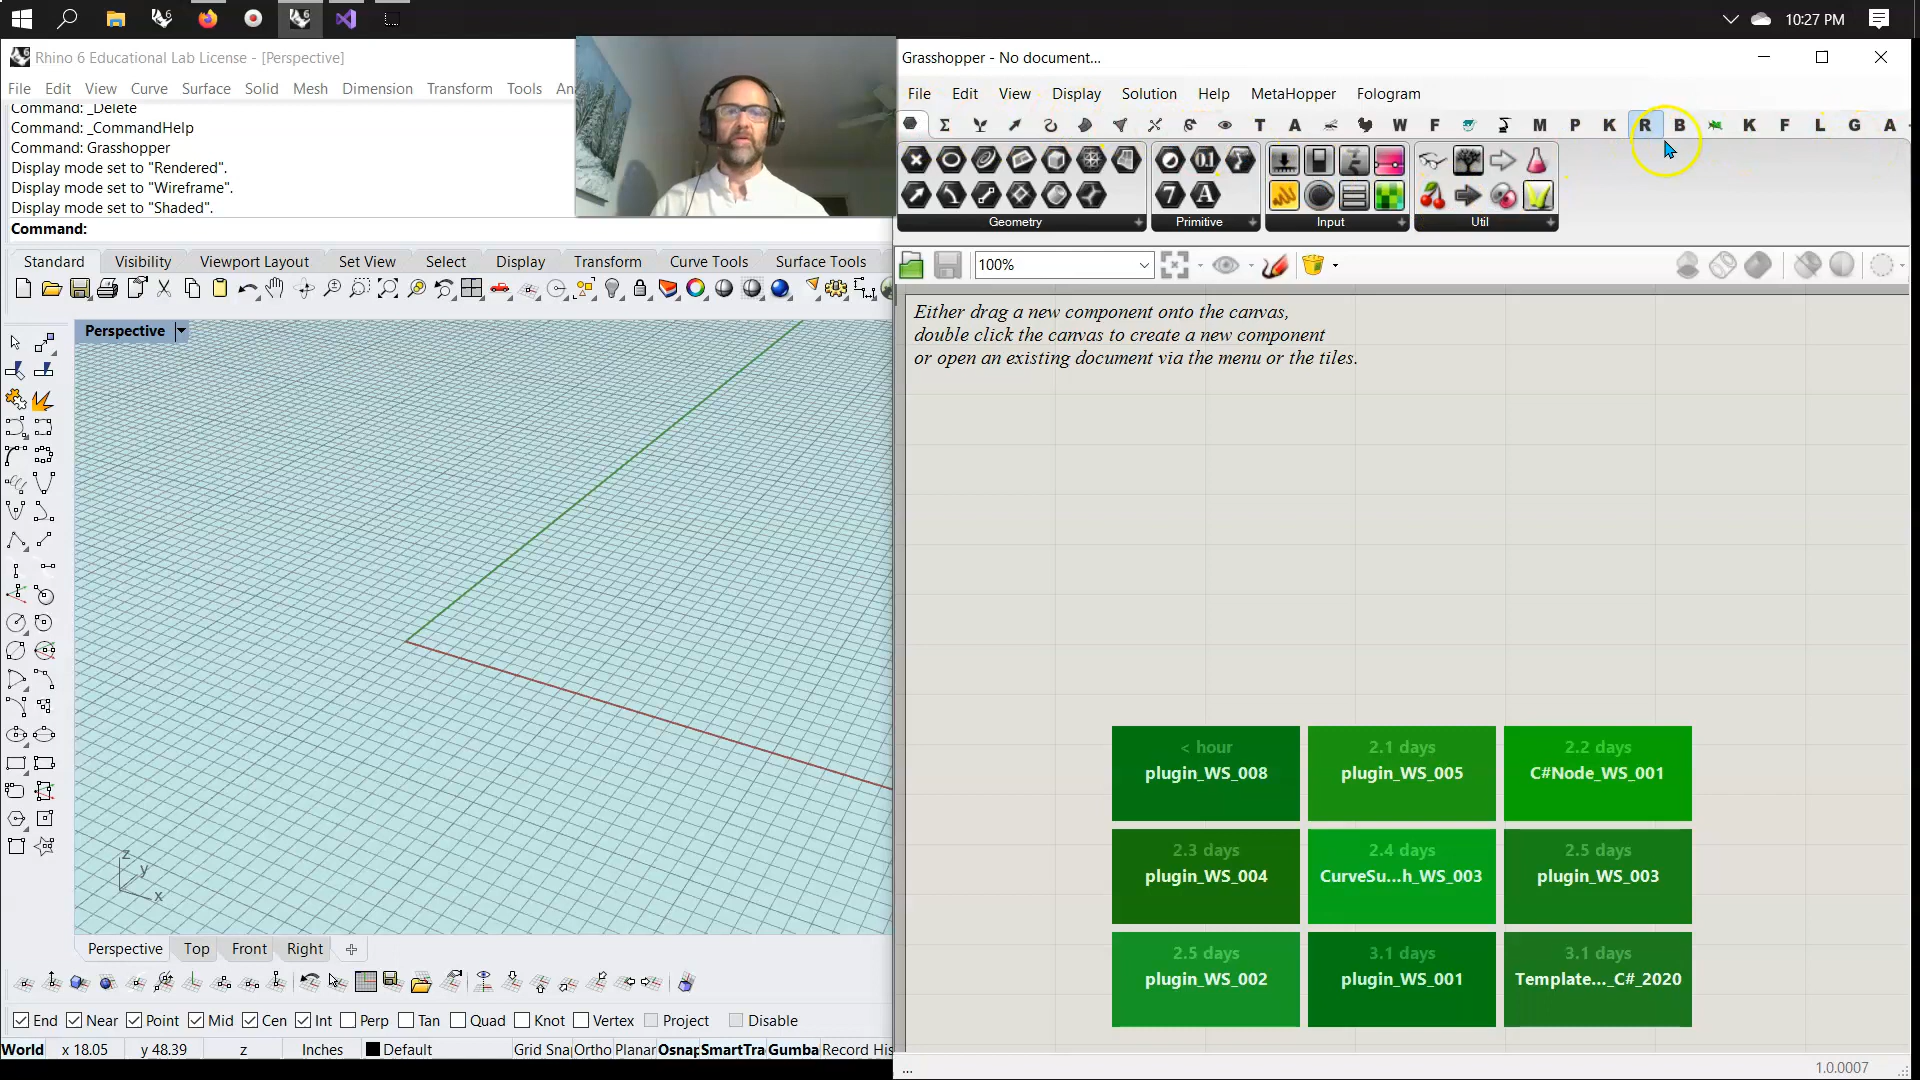 10:27 PM
Rhino 6 Educational Lab License - [Perspective]
File Edit View Curve Surface Solid Mesh Dimension Transform Tools An
Command: _Delete
Command: _CommandHelp
Command: Grasshopper
Display mode set to "Rendered".
Display mode set to "Wireframe".
Display mode set to "Shaded".
Command:
Standard Visibility Viewport Layout Set View Select Display Transform Curve Tools Surface Tools
Perspective
z
y
x
Perspective Top Front Right
End Near Point Mid Cen Int Perp Tan Quad Knot Vertex Project Disable
World x 18.05 y 48.39 z Inches Default Grid Sna Ortho Planar Osnap SmartTra Gumba Record His
Grasshopper - No document...
File Edit View Display Solution Help MetaHopper Fologram
T A W F M P K R B K F L G A
Geometry Primitive Input Util
100%
Either drag a new component onto the canvas,
double click the canvas to create a new component
or open an existing document via the menu or the tiles.
< hour
plugin_WS_008
2.1 days
plugin_WS_005
2.2 days
C#Node_WS_001
2.3 days
plugin_WS_004
2.4 days
CurveSu...h_WS_003
2.5 days
plugin_WS_003
2.5 days
plugin_WS_002
3.1 days
plugin_WS_001
3.1 days
Template..._C#_2020
...
1.0.0007